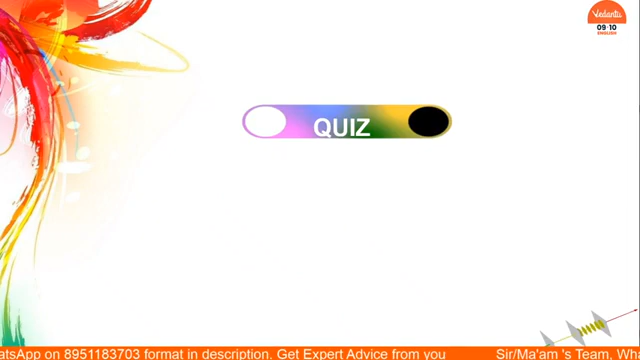 Vedantu
09·10
ENGLISH
QUIZ
atsApp on 8951183703 format in description. Get Expert Advice from you Sir/Ma'am 's Team, Wh